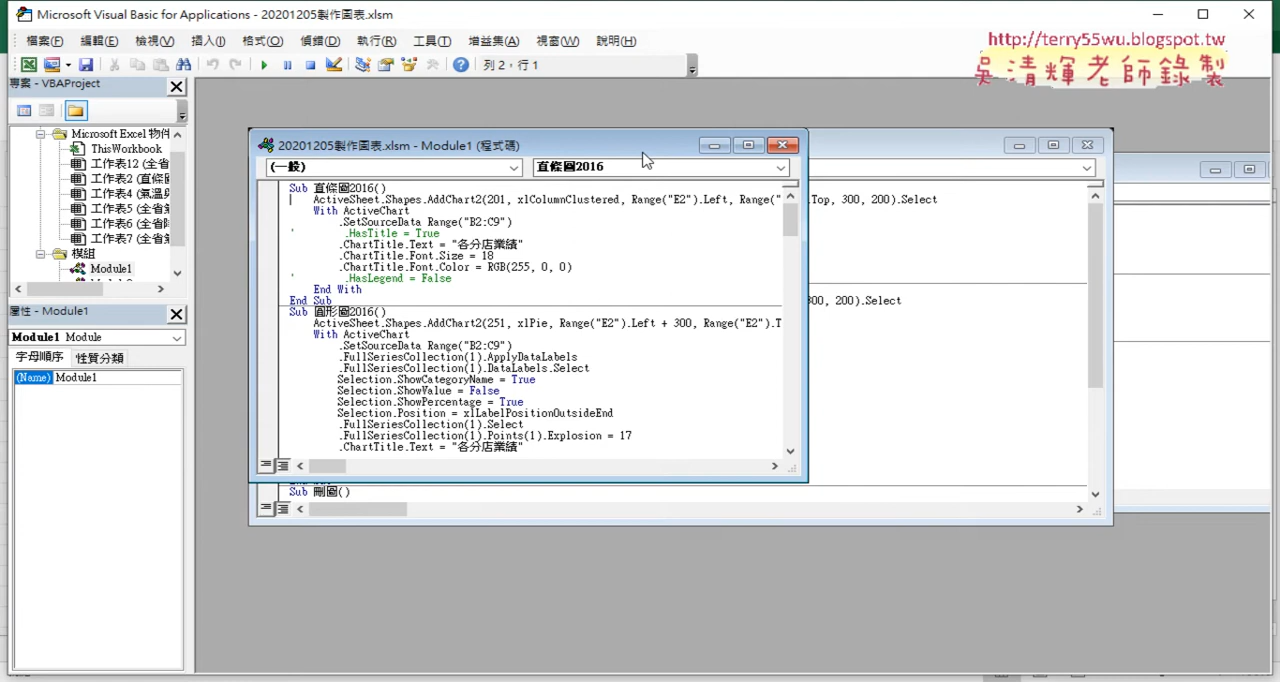 Microsoft Visual Basic for Applications - 20201205製作圖表.xlsm
http://terry55wu.blogspot.tw
吳清輝老師錄製
檔案(F) 編輯(E) 檢視(V) 插入(I) 格式(O) 偵錯(D) 執行(R) 工具(T) 增益集(A) 視窗(W) 說明(H)
列 2，行 1
專案 - VBAProject
Microsoft Excel 物件
ThisWorkbook
工作表12 (全省
工作表2 (直條圖
工作表4 (氣溫與
工作表5 (全省
工作表6 (全省
工作表7 (全省
模組
Module1
屬性 - Module1
Module1 Module
字母順序 性質分類
(Name) Module1
20201205製作圖表.xlsm - Module1 (程式碼)
(一般) 直條圖2016
Sub 直條圖2016()
ActiveSheet.Shapes.AddChart2(201, xlColumnClustered, Range("E2").Left, Range("
.Top, 300, 200).Select
With ActiveChart
.SetSourceData Range("B2:C9")
' .HasTitle = True
.ChartTitle.Text = "各分店業績"
.ChartTitle.Font.Size = 18
.ChartTitle.Font.Color = RGB(255, 0, 0)
' .HasLegend = False
End With
End Sub
Sub 圓形圖2016()
ActiveSheet.Shapes.AddChart2(251, xlPie, Range("E2").Left + 300, Range("E2").T
With ActiveChart
.SetSourceData Range("B2:C9")
.FullSeriesCollection(1).ApplyDataLabels
.FullSeriesCollection(1).DataLabels.Select
Selection.ShowCategoryName = True
Selection.ShowValue = False
Selection.ShowPercentage = True
Selection.Position = xlLabelPositionOutsideEnd
.FullSeriesCollection(1).Select
.FullSeriesCollection(1).Points(1).Explosion = 17
.ChartTitle.Text = "各分店業績"
300, 200).Select
Sub 刪圖()